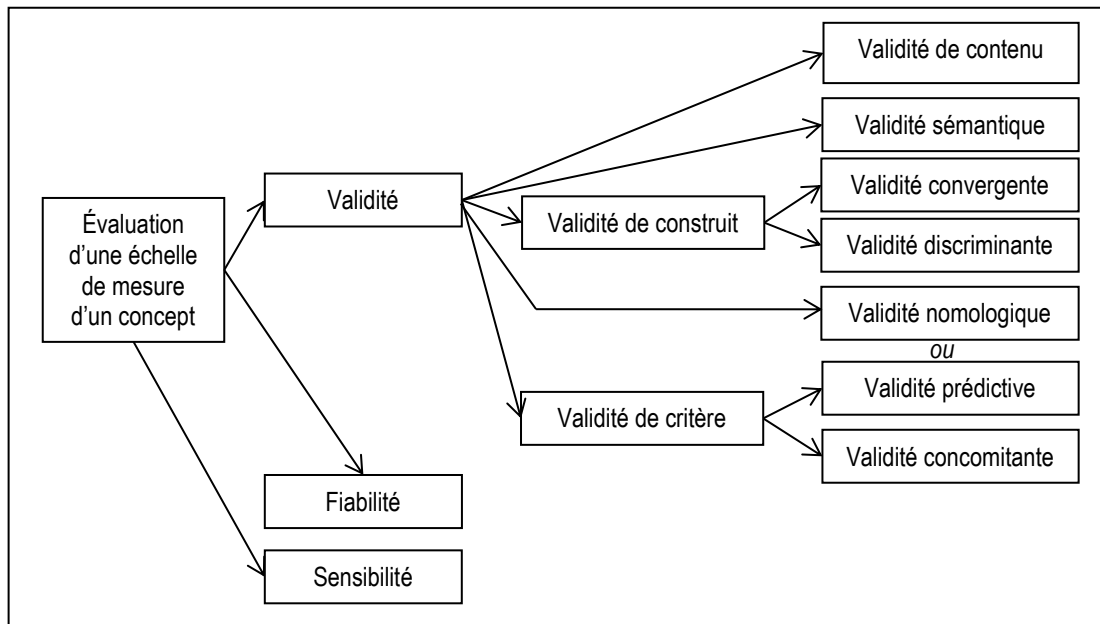 Évaluation
d'une échelle
de mesure
d'un concept
Validité
Fiabilité
Sensibilité
Validité de construit
Validité de critère
Validité de contenu
Validité sémantique
Validité convergente
Validité discriminante
Validité nomologique
ou
Validité prédictive
Validité concomitante